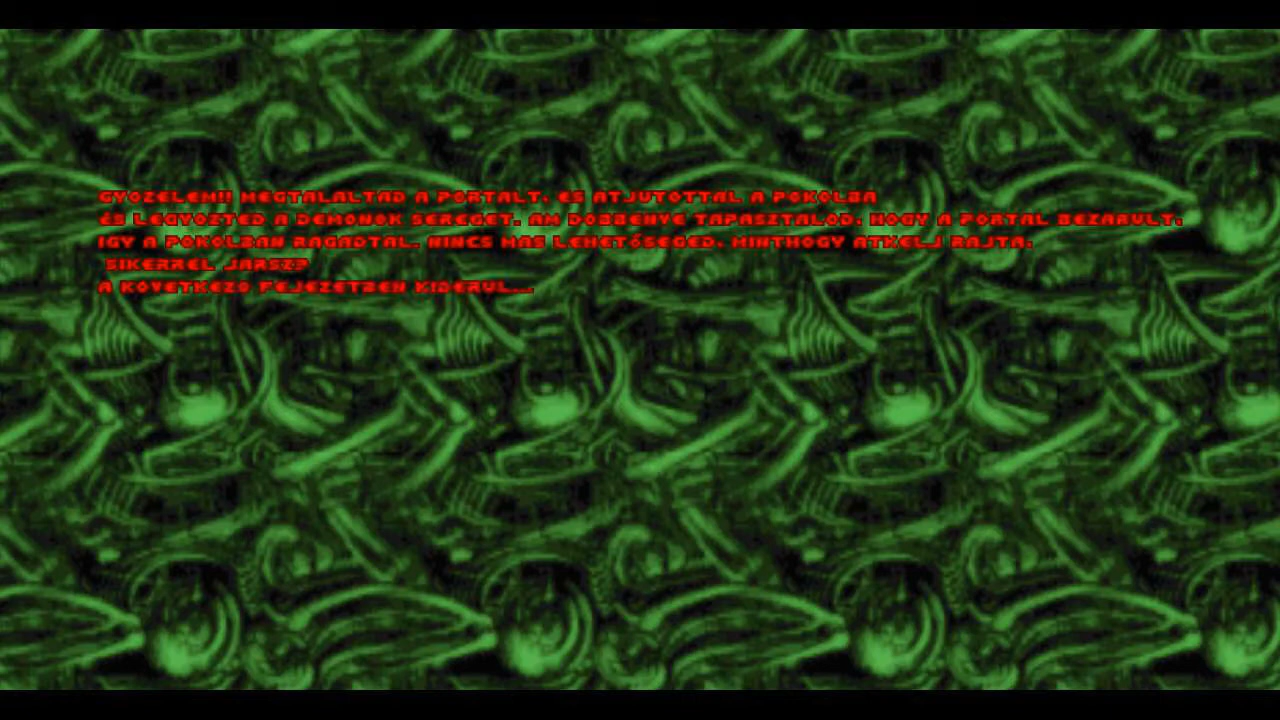 GYOZELEM!! MEGTALALTAD A PORTALT, ES ATJUTOTTAL A POKOLBA
ÉS LEGYOZTED A DEMONOK SEREGET. AM DOBBENVE TAPASZTALOD, HOGY A PORTAL BEZARULT.
IGY A POKOLBAN RAGADTAL. NINCS MAS LEHETŐSEGED, MINTHOGY ATKELJ RAJTA.
SIKERREL JARSZ?
A KOVETKEZO FEJEZETBEN KIDERUL...